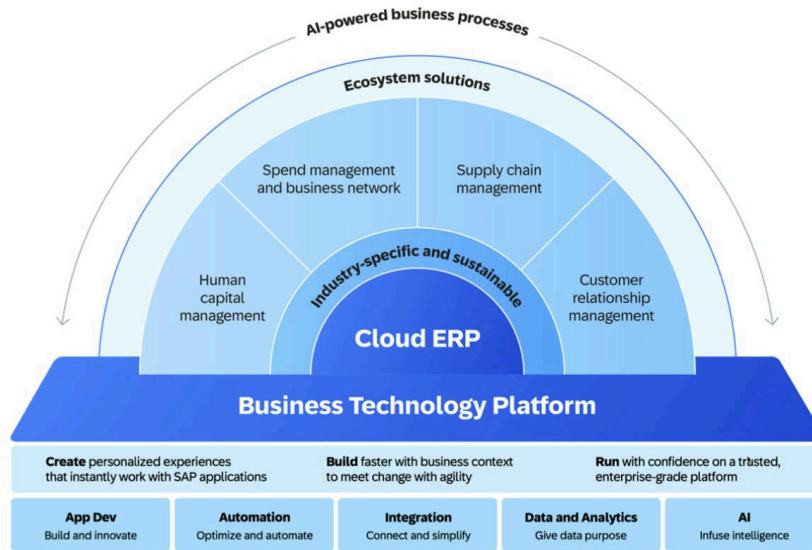 AI-powered business processes
Ecosystem solutions
Spend management
and business network
Supply chain
management
Human
capital
management
Industry-specific and sustainable
Customer
relationship
management
Cloud ERP
Business Technology Platform
Create personalized experiences
that instantly work with SAP applications
Build faster with business context
to meet change with agility
Run with confidence on a trusted,
enterprise-grade platform
App Dev
Build and innovate
Automation
Optimize and automate
Integration
Connect and simplify
Data and Analytics
Give data purpose
AI
Infuse intelligence